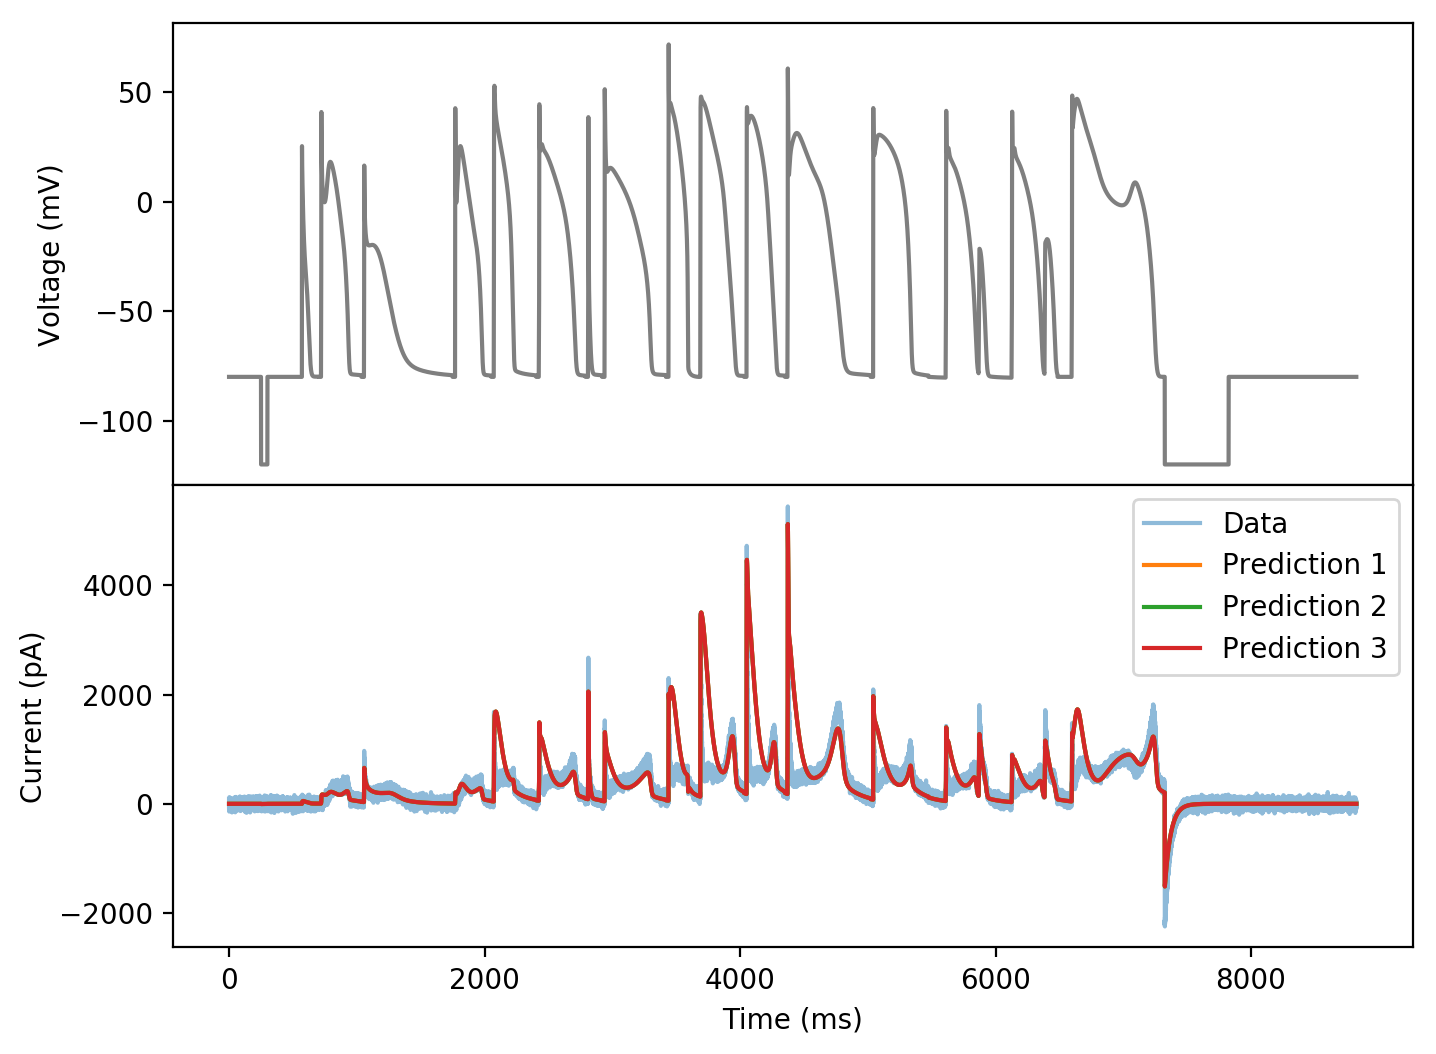 Voltage (mV)
50
0
−50
−100
Current (pA)
4000
2000
0
−2000
Data
Prediction 1
Prediction 2
Prediction 3
0 2000 4000 6000 8000
Time (ms)